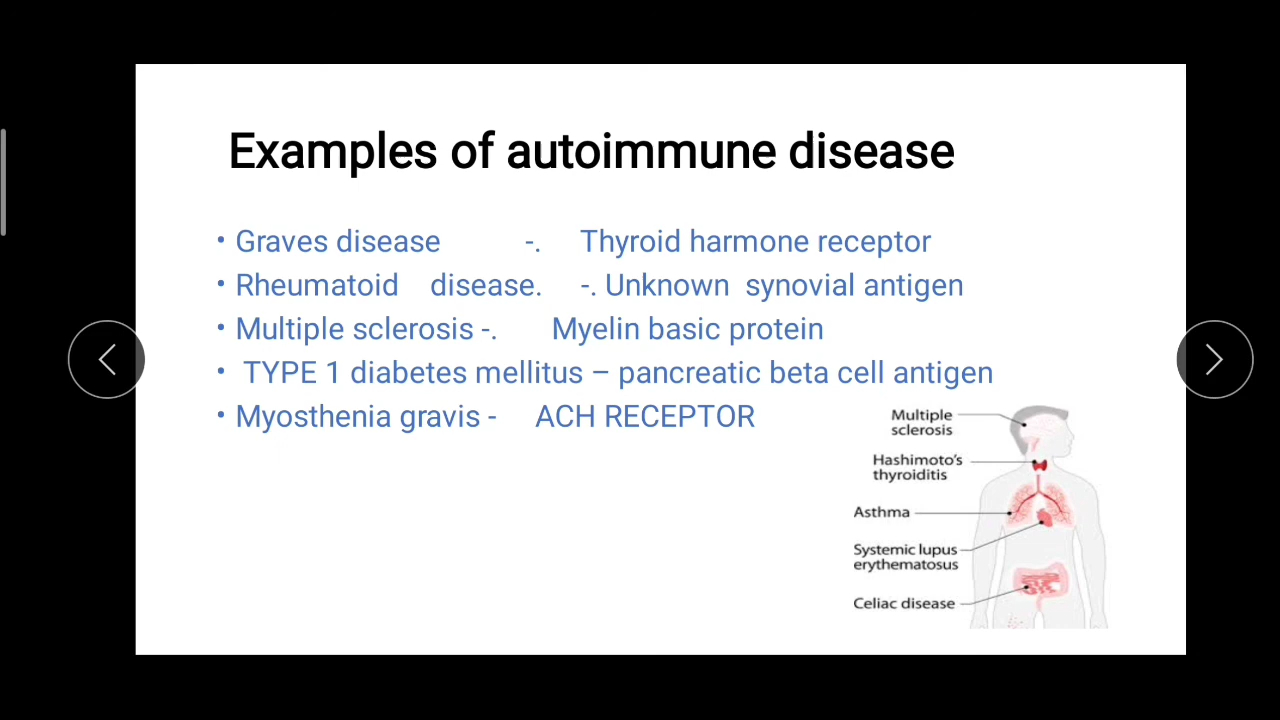 Examples of autoimmune disease
• Graves disease -. Thyroid harmone receptor
• Rheumatoid disease. -. Unknown synovial antigen
• Multiple sclerosis -. Myelin basic protein
• TYPE 1 diabetes mellitus – pancreatic beta cell antigen
• Myosthenia gravis - ACH RECEPTOR
Multiple
sclerosis
Hashimoto's
thyroiditis
Asthma
Systemic lupus
erythematosus
Celiac disease